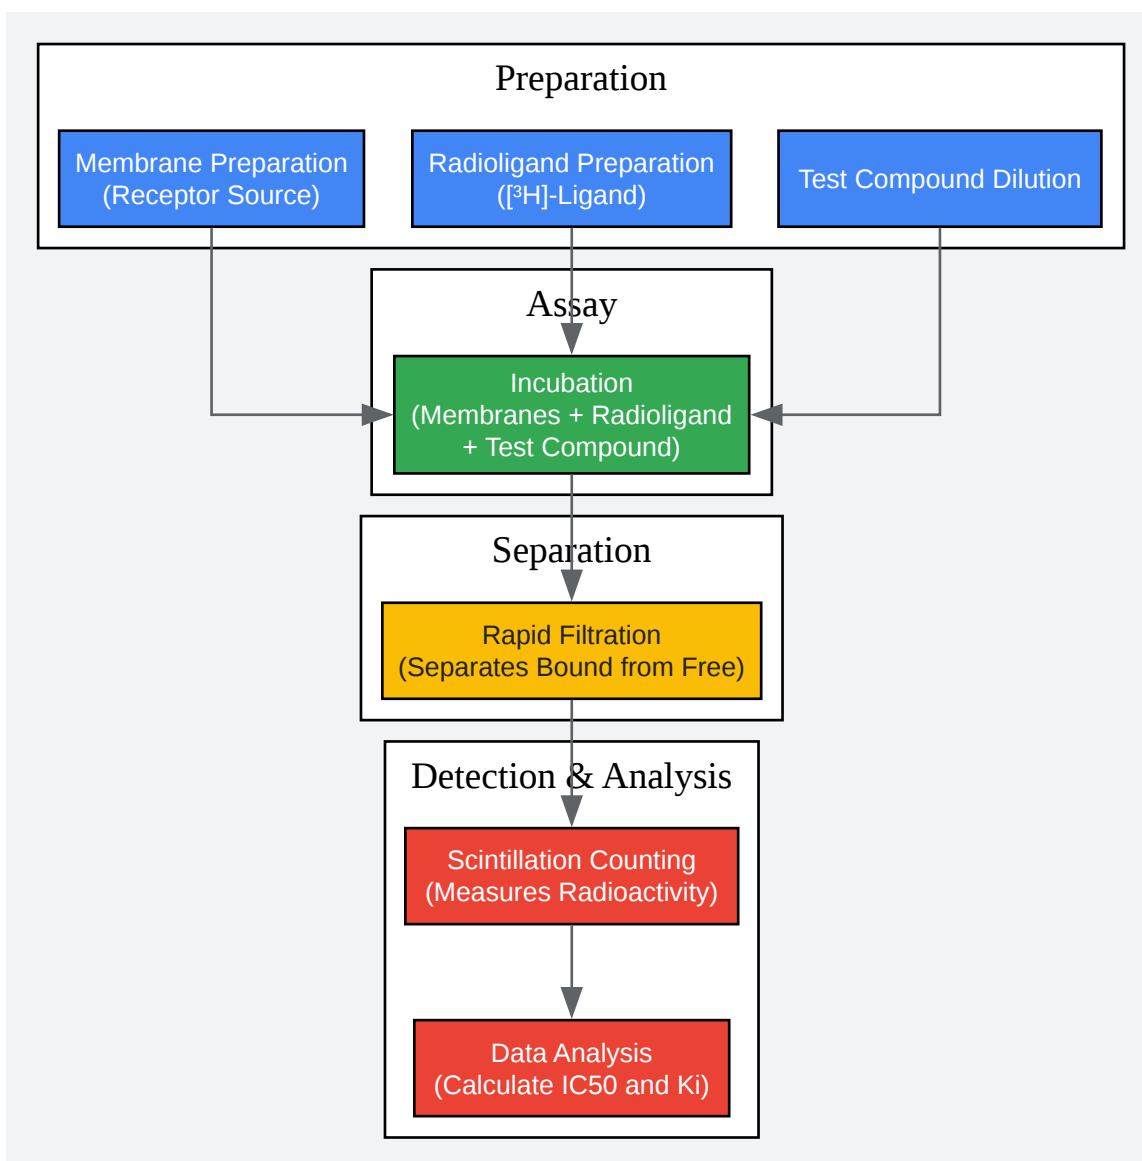 Preparation
Membrane Preparation
(Receptor Source)
Radioligand Preparation
([³H]-Ligand)
Test Compound Dilution
Assay
Incubation
(Membranes + Radioligand
+ Test Compound)
Separation
Rapid Filtration
(Separates Bound from Free)
Detection & Analysis
Scintillation Counting
(Measures Radioactivity)
Data Analysis
(Calculate IC50 and Ki)